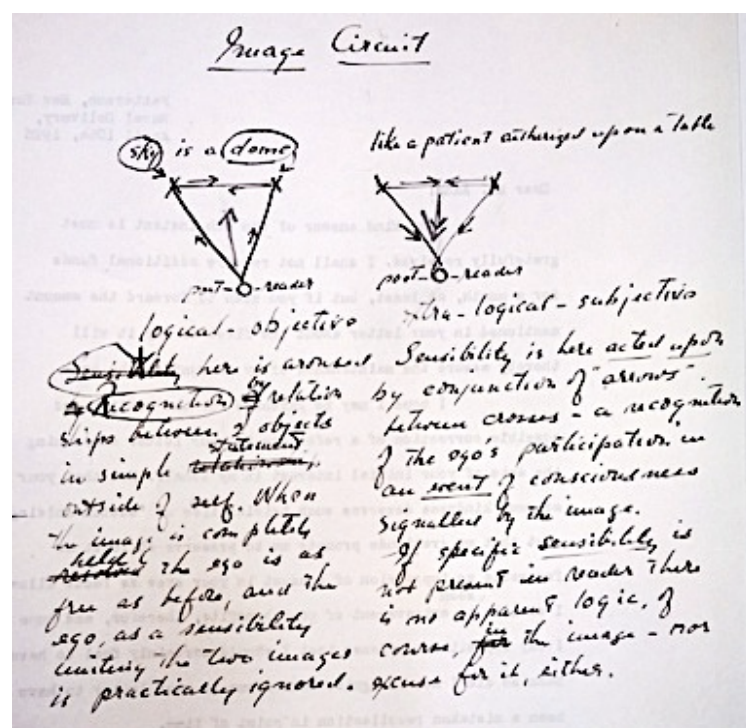 Image Circuit
sky is a dome
like a patient etherized upon a table
poet-o-reader
poet-o-reader
logical-objective
Sensibility here is aroused
by recognition of relation
ships between 2 objects
in simple statement,
outside of self. When
the image is completely
the ego is as
free as before, and the
ego, as a sensibility
uniting the two images
is practically ignored.
extra-logical-subjective
Sensibility is here acted upon
by conjunction of "arrows"
between crosses - a recognition
of the ego's participation in
an event of consciousness
signalled by the image.
If specific sensibility is
not present in reader there
is no apparent logic, of
course, in the image - nor
excuse for it, either.